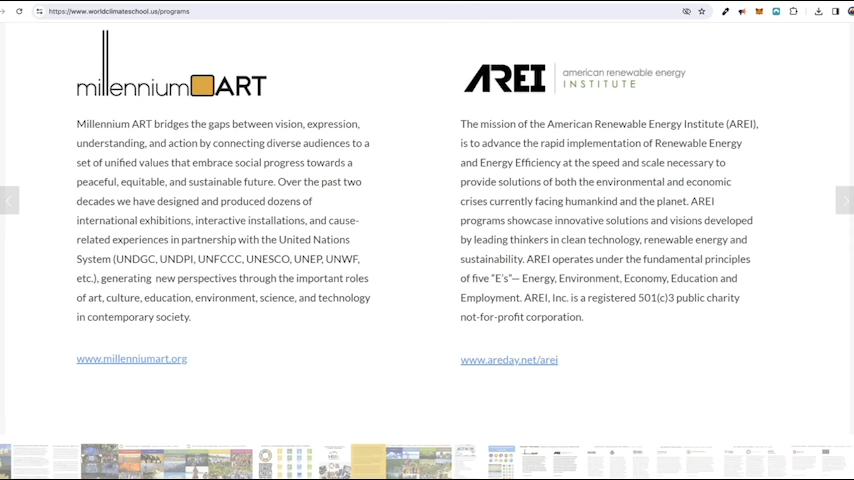 https://www.worldclimateschool.us/programs
millennium ART
AREI american renewable energy
INSTITUTE
Millennium ART bridges the gaps between vision, expression,
understanding, and action by connecting diverse audiences to a
set of unified values that embrace social progress towards a
peaceful, equitable, and sustainable future. Over the past two
decades we have designed and produced dozens of
international exhibitions, interactive installations, and cause-
related experiences in partnership with the United Nations
System (UNDGC, UNDPI, UNFCCC, UNESCO, UNEP, UNWF,
etc.), generating new perspectives through the important roles
of art, culture, education, environment, science, and technology
in contemporary society.
www.millenniumart.org
The mission of the American Renewable Energy Institute (AREI),
is to advance the rapid implementation of Renewable Energy
and Energy Efficiency at the speed and scale necessary to
provide solutions of both the environmental and economic
crises currently facing humankind and the planet. AREI
programs showcase innovative solutions and visions developed
by leading thinkers in clean technology, renewable energy and
sustainability. AREI operates under the fundamental principles
of five “E’s”— Energy, Environment, Economy, Education and
Employment. AREI, Inc. is a registered 501(c)3 public charity
not-for-profit corporation.
www.areday.net/arei